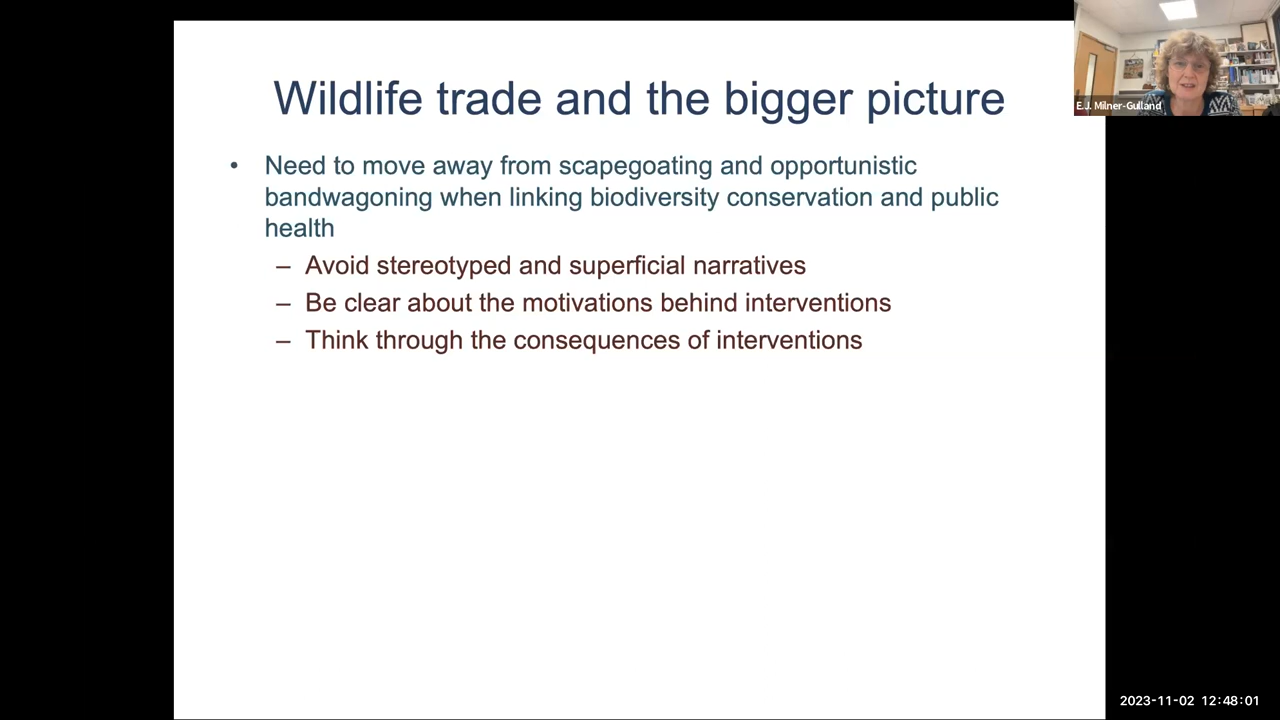 Wildlife trade and the bigger picture
E.J. Milner-Gulland
• Need to move away from scapegoating and opportunistic
bandwagoning when linking biodiversity conservation and public
health
– Avoid stereotyped and superficial narratives
– Be clear about the motivations behind interventions
– Think through the consequences of interventions
2023-11-02 12:48:01